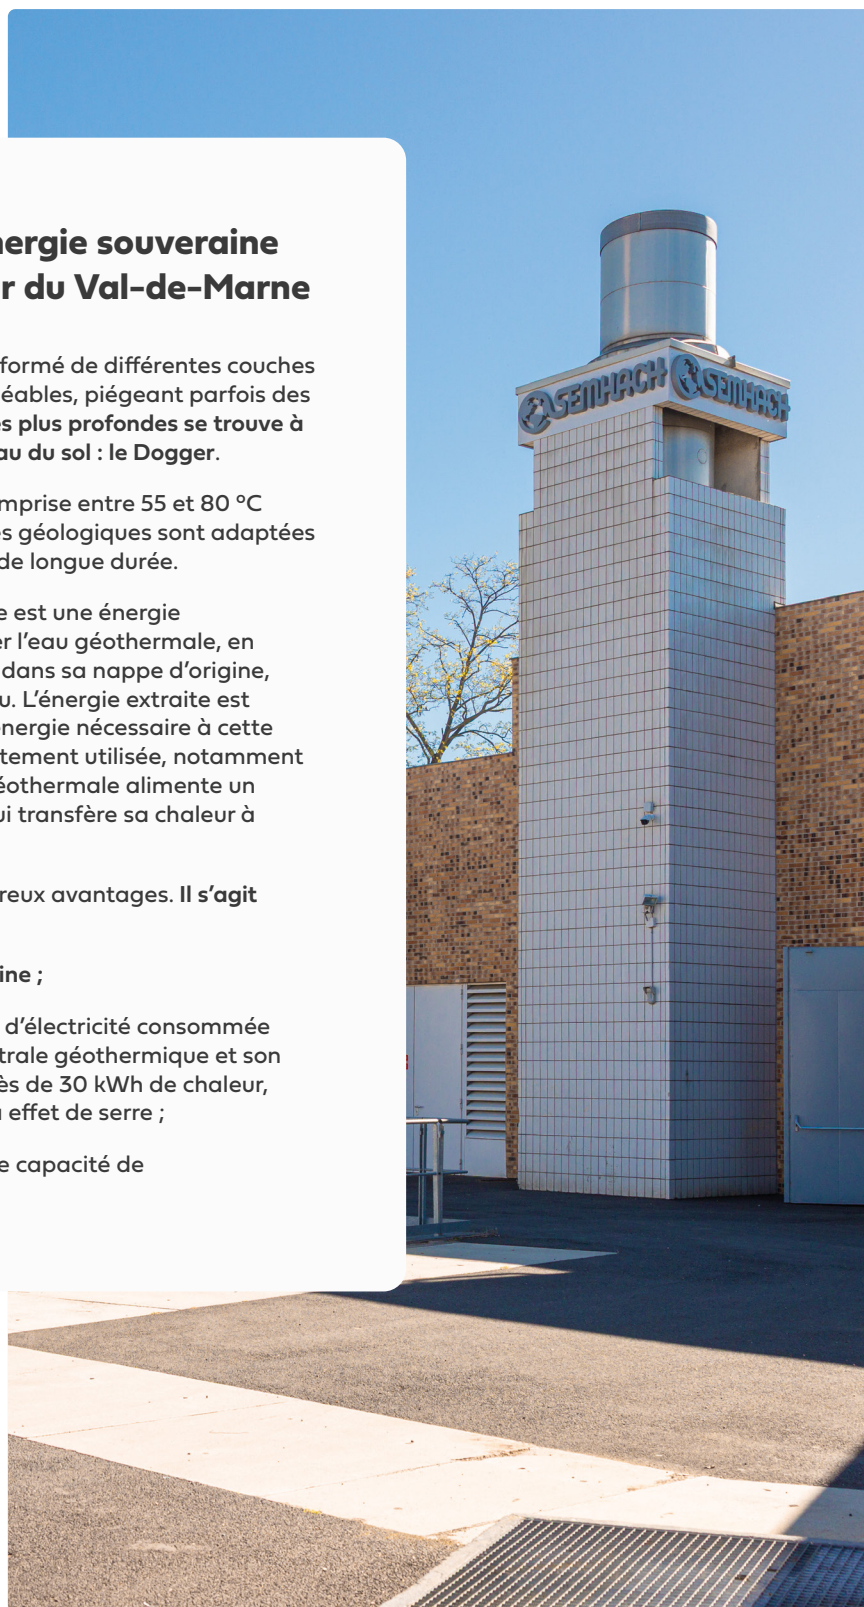 nergie souveraine
r du Val-de-Marne
formé de différentes couches
éables, piégeant parfois des
es plus profondes se trouve à
au du sol : le Dogger.
mprise entre 55 et 80 °C
es géologiques sont adaptées
de longue durée.
e est une énergie
er l’eau géothermale, en
dans sa nappe d’origine,
u. L’énergie extraite est
énergie nécessaire à cette
tement utilisée, notamment
éothermale alimente un
ui transfère sa chaleur à
reux avantages. Il s’agit
ine ;
d’électricité consommée
trale géothermique et son
ès de 30 kWh de chaleur,
à effet de serre ;
e capacité de
SEMHACH SEMHACH